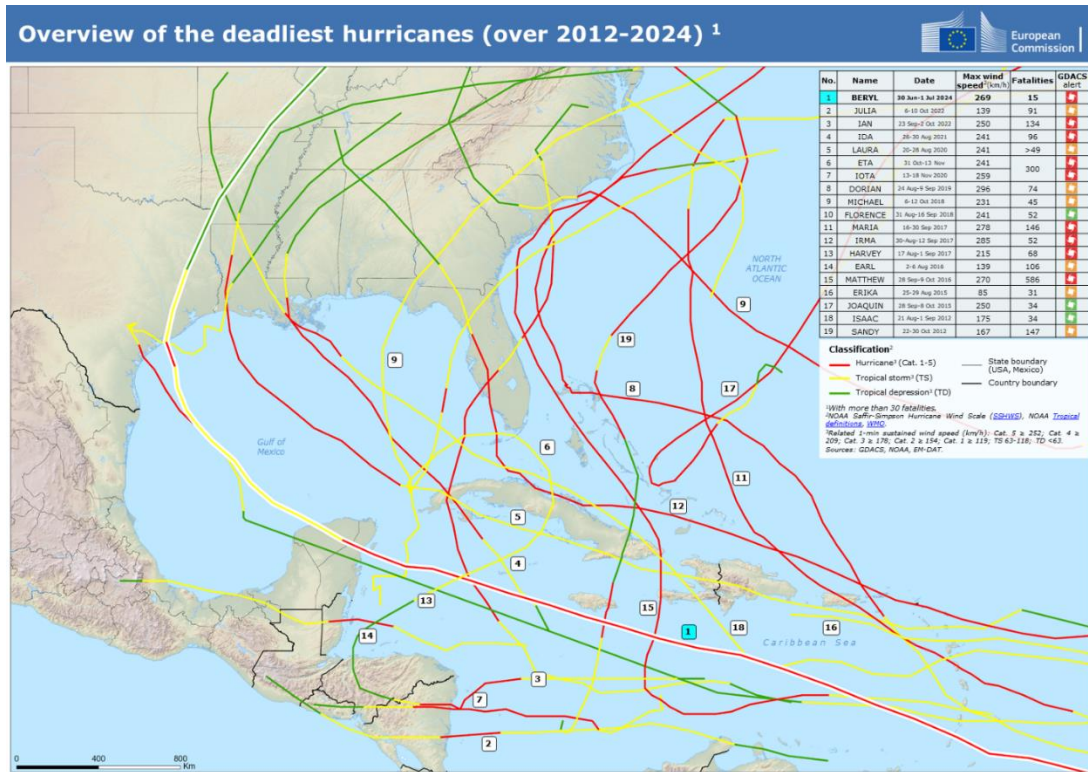 Overview of the deadliest hurricanes (over 2012-2024) 1
European
Commission
No. Name Date Max wind speed2(km/h) Fatalities GDACS alert
1 BERYL 30 Jun-1 Jul 2024 269 15
2 JULIA 6-10 Oct 2022 139 91
3 IAN 23 Sep-2 Oct 2022 250 134
4 IDA 26-30 Aug 2021 241 96
5 LAURA 20-28 Aug 2020 241 >49
6 ETA 31 Oct-13 Nov 241 300
7 IOTA 13-18 Nov 2020 259
8 DORIAN 24 Aug-9 Sep 2019 296 74
9 MICHAEL 6-12 Oct 2018 231 45
10 FLORENCE 31 Aug-16 Sep 2018 241 52
11 MARIA 16-30 Sep 2017 278 146
12 IRMA 30-Aug-12 Sep 2017 285 52
13 HARVEY 17 Aug-1 Sep 2017 215 68
14 EARL 2-6 Aug 2016 139 106
15 MATTHEW 28 Sep-9 Oct 2016 270 586
16 ERIKA 25-29 Aug 2015 85 31
17 JOAQUIN 28 Sep-8 Oct 2015 250 34
18 ISAAC 21 Aug-1 Sep 2012 175 34
19 SANDY 22-30 Oct 2012 167 147
Classification2
Hurricane3 (Cat. 1-5)
Tropical storm3 (TS)
Tropical depression3 (TD)
State boundary
(USA, Mexico)
Country boundary
1With more than 30 fatalities.
2NOAA Saffir-Simpson Hurricane Wind Scale (SSHWS), NOAA Tropical
definitions, WMO.
3Related 1-min sustained wind speed (km/h): Cat. 5 ≥ 252; Cat. 4 ≥
209; Cat. 3 ≥ 178; Cat. 2 ≥ 154; Cat. 1 ≥ 119; TS 63-118; TD <63.
Sources: GDACS, NOAA, EM-DAT.
NORTH
ATLANTIC
OCEAN
9
19
9
8
17
Gulf of
Mexico
6
11
12
5
4
13
15
1
18
16
14
Caribbean Sea
3
7
2
0 400 800
Km